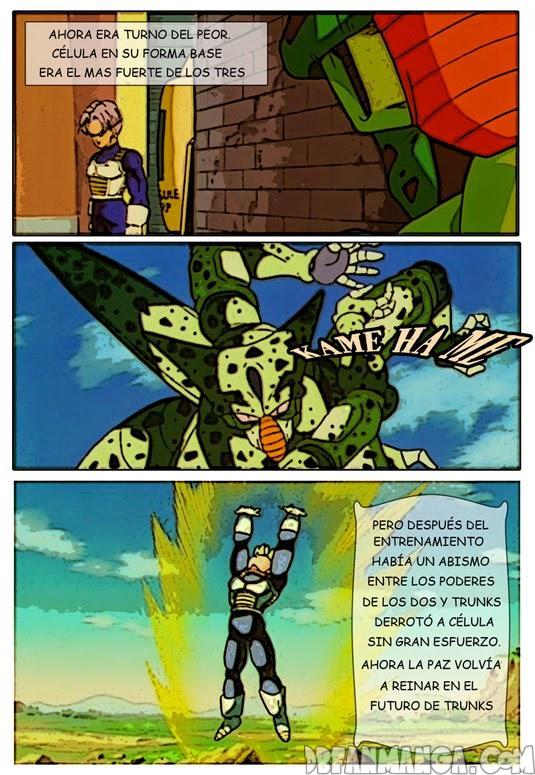 AHORA ERA TURNO DEL PEOR.
CÉLULA EN SU FORMA BASE
ERA EL MAS FUERTE DE LOS TRES
KAME HA ME
PERO DESPUÉS DEL
ENTRENAMIENTO
HABÍA UN ABISMO
ENTRE LOS PODERES
DE LOS DOS Y TRUNKS
DERROTÓ A CÉLULA
SIN GRAN ESFUERZO.
AHORA LA PAZ VOLVÍA
A REINAR EN EL
FUTURO DE TRUNKS
DBFANMANGA.COM